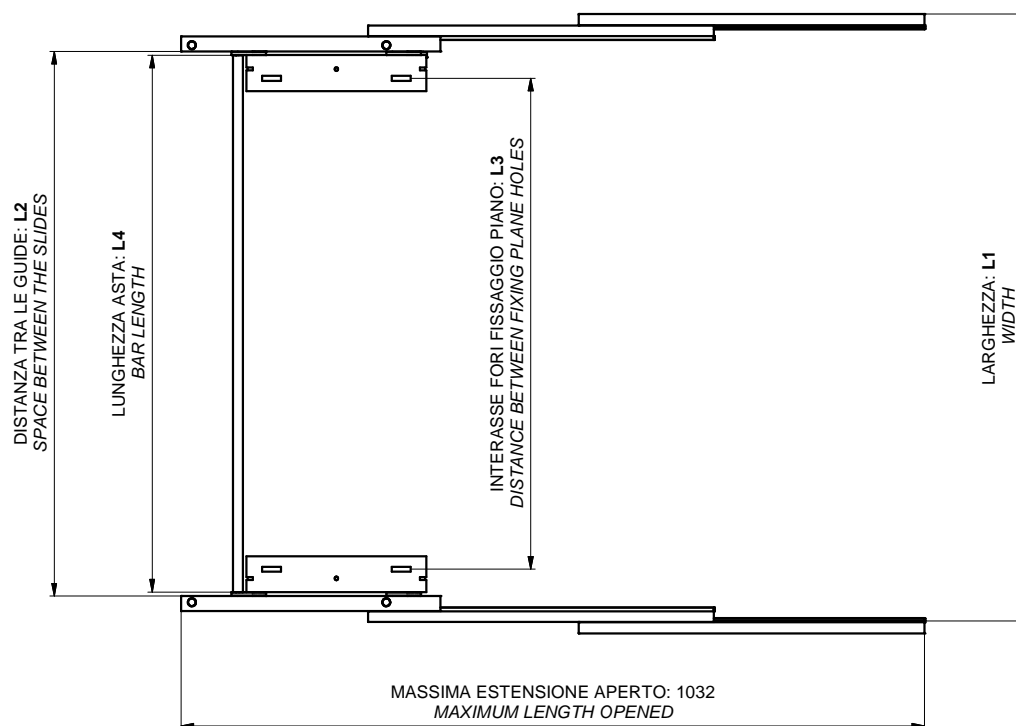 DISTANZA TRA LE GUIDE: L2
SPACE BETWEEN THE SLIDES
LUNGHEZZA ASTA: L4
BAR LENGTH
INTERASSE FORI FISSAGGIO PIANO: L3
DISTANCE BETWEEN FIXING PLANE HOLES
LARGHEZZA: L1
WIDTH
MASSIMA ESTENSIONE APERTO: 1032
MAXIMUM LENGTH OPENED